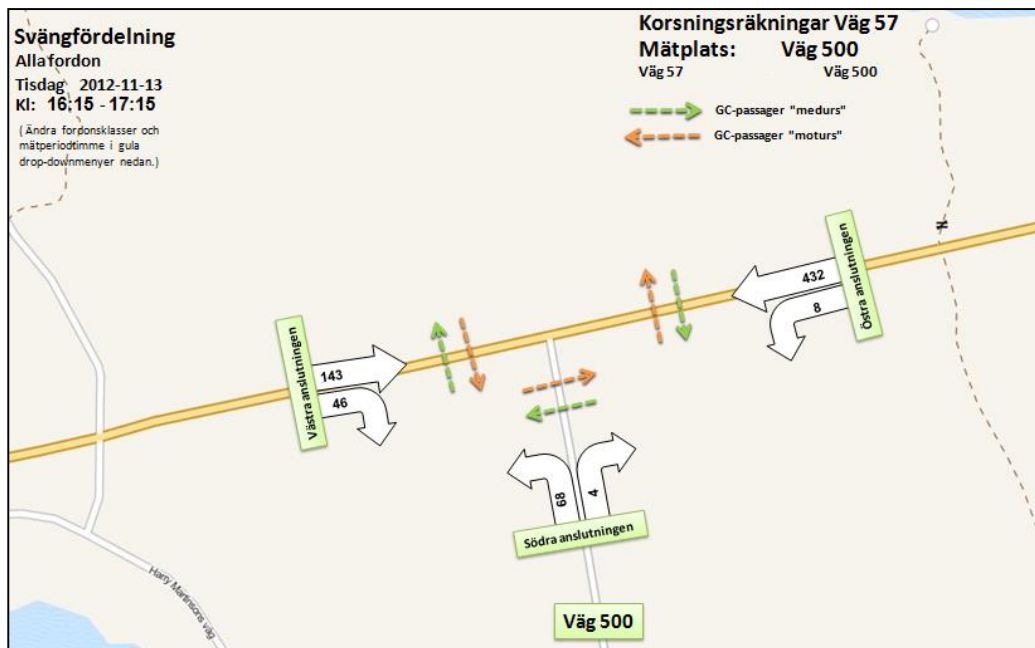 Svängfördelning
Alla fordon
Tisdag 2012-11-13
Kl: 16:15 - 17:15
( Ändra fordonsklasser och
mätperiodtimme i gula
drop-downmenyer nedan.)
Korsningsräkningar Väg 57
Mätplats: Väg 500
Väg 57 Väg 500
GC-passager "medurs"
GC-passager "moturs"
N
Östra anslutningen
432
8
Västra anslutningen
143
46
68
4
Södra anslutningen
Väg 500
Harry Martinsons väg